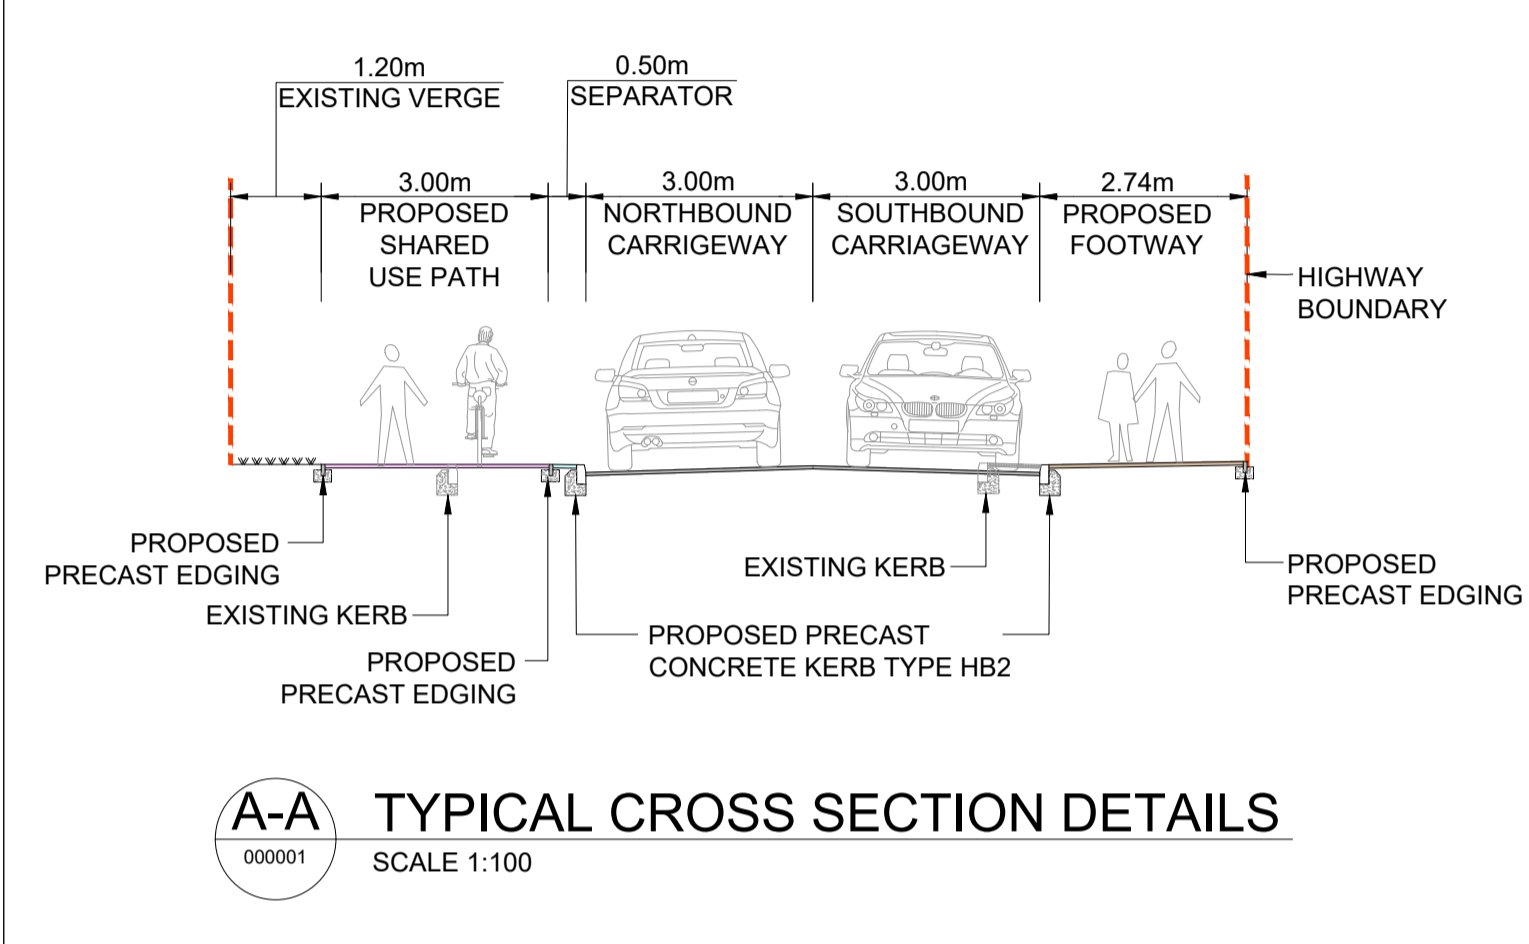 1.20m
EXISTING VERGE
0.50m
SEPARATOR
3.00m
PROPOSED
SHARED
USE PATH
3.00m
NORTHBOUND
CARRIGEWAY
3.00m
SOUTHBOUND
CARRIAGEWAY
2.74m
PROPOSED
FOOTWAY
HIGHWAY
BOUNDARY
PROPOSED
PRECAST EDGING
EXISTING KERB
PROPOSED
PRECAST EDGING
EXISTING KERB
PROPOSED PRECAST
CONCRETE KERB TYPE HB2
PROPOSED
PRECAST EDGING
A-A
000001
TYPICAL CROSS SECTION DETAILS
SCALE 1:100